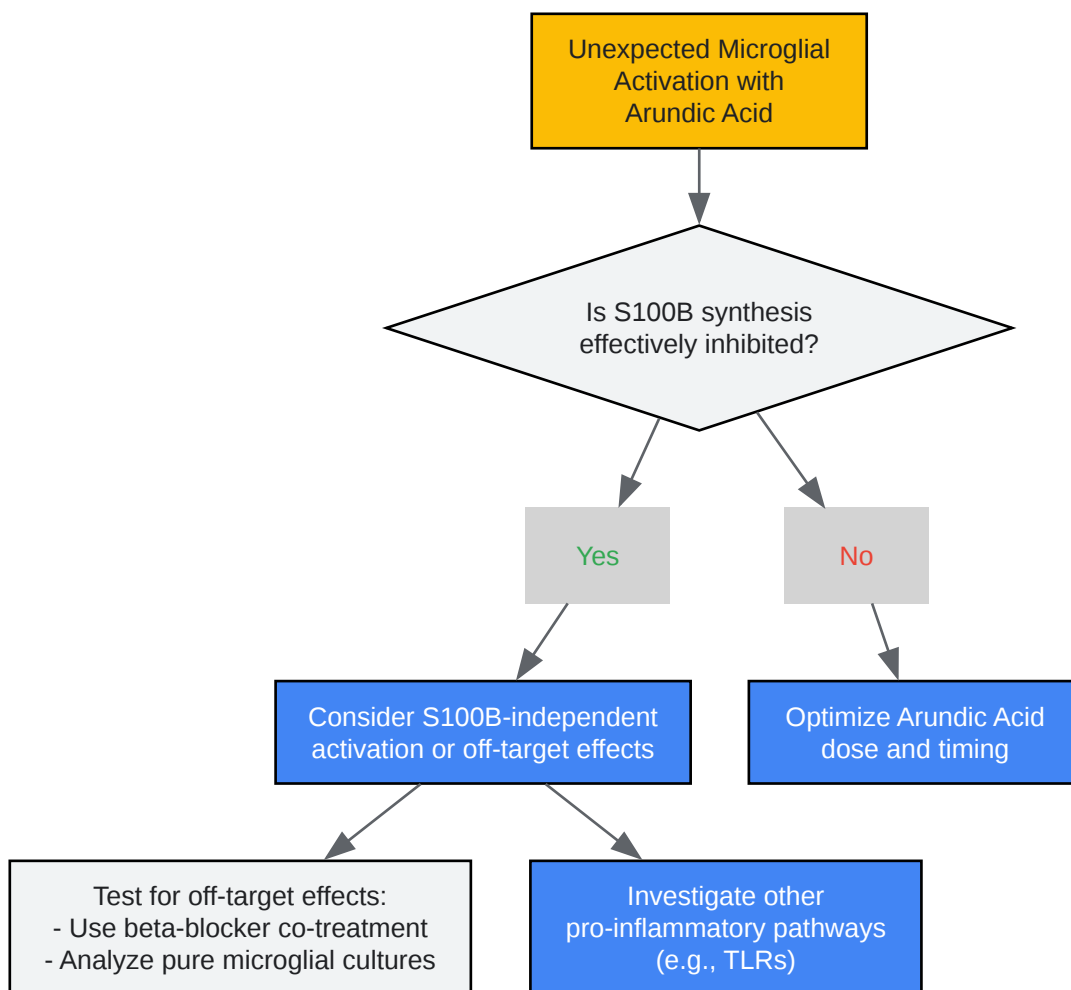 Unexpected Microglial
Activation with
Arundic Acid
Is S100B synthesis
effectively inhibited?
Yes
No
Consider S100B-independent
activation or off-target effects
Optimize Arundic Acid
dose and timing
Test for off-target effects:
- Use beta-blocker co-treatment
- Analyze pure microglial cultures
Investigate other
pro-inflammatory pathways
(e.g., TLRs)